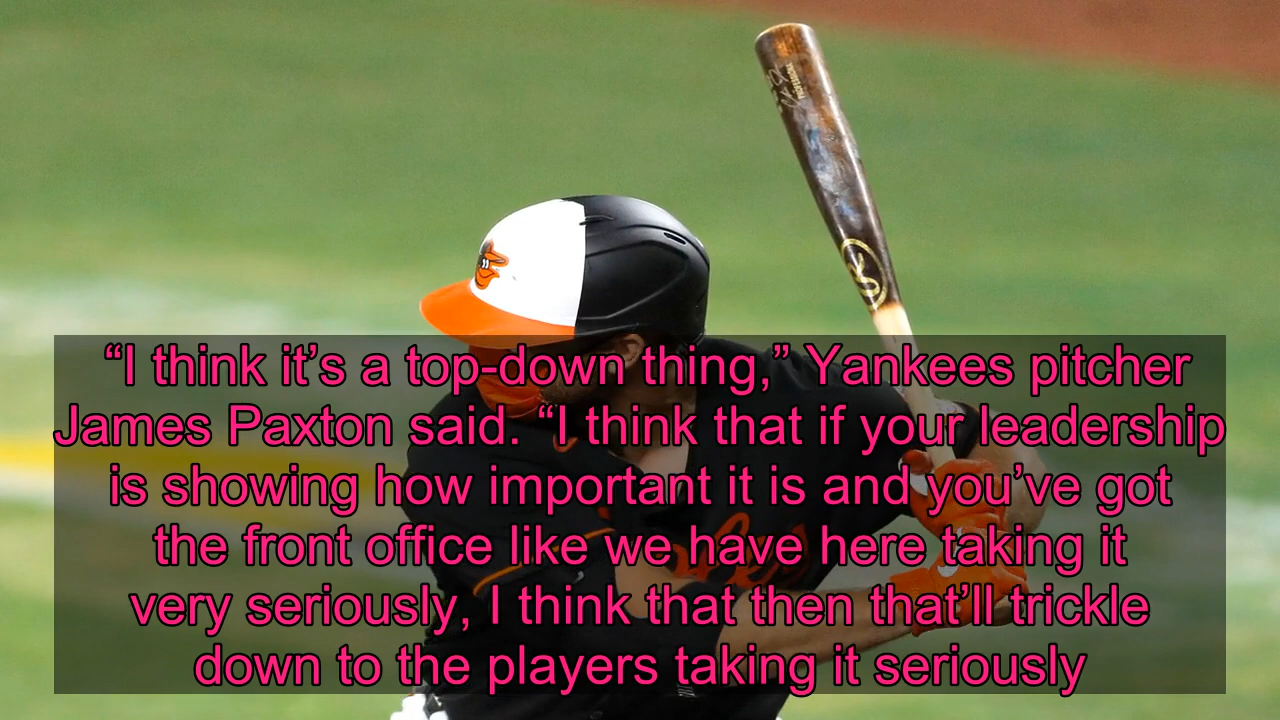 “I think it’s a top-down thing,” Yankees pitcher
James Paxton said. “I think that if your leadership
is showing how important it is and you’ve got
the front office like we have here taking it
very seriously, I think that then that’ll trickle
down to the players taking it seriously